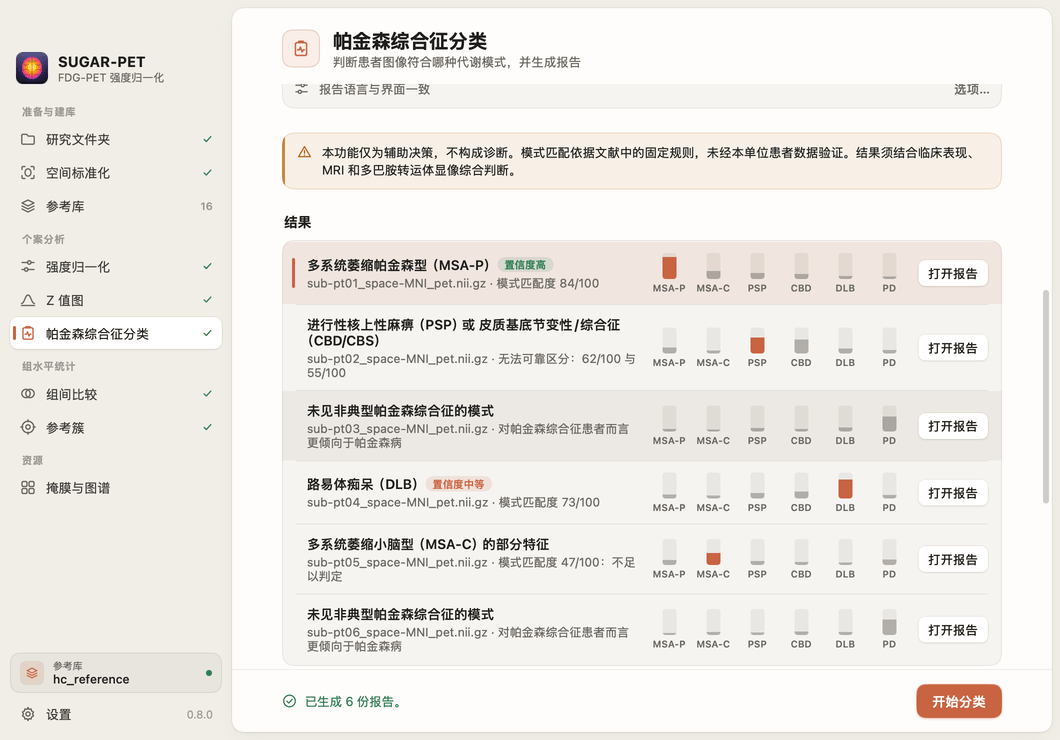 SUGAR-PET
FDG-PET 强度归一化
准备与建库
研究文件夹
空间标准化
参考库 16
个案分析
强度归一化
Z 值图
帕金森综合征分类
组水平统计
组间比较
参考簇
资源
掩膜与图谱
参考库
hc_reference
设置 0.8.0
帕金森综合征分类
判断患者图像符合哪种代谢模式，并生成报告
报告语言与界面一致 选项...
本功能仅为辅助决策，不构成诊断。模式匹配依据文献中的固定规则，未经本单位患者数据验证。结果须结合临床表现、
MRI 和多巴胺转运体显像综合判断。
结果
多系统萎缩帕金森型（MSA-P） 置信度高
sub-pt01_space-MNI_pet.nii.gz · 模式匹配度 84/100
MSA-P MSA-C PSP CBD DLB PD
打开报告
进行性核上性麻痹（PSP）或 皮质基底节变性/综合征
（CBD/CBS）
sub-pt02_space-MNI_pet.nii.gz · 无法可靠区分：62/100 与
55/100
MSA-P MSA-C PSP CBD DLB PD
打开报告
未见非典型帕金森综合征的模式
sub-pt03_space-MNI_pet.nii.gz · 对帕金森综合征患者而言
更倾向于帕金森病
MSA-P MSA-C PSP CBD DLB PD
打开报告
路易体痴呆（DLB） 置信度中等
sub-pt04_space-MNI_pet.nii.gz · 模式匹配度 73/100
MSA-P MSA-C PSP CBD DLB PD
打开报告
多系统萎缩小脑型（MSA-C）的部分特征
sub-pt05_space-MNI_pet.nii.gz · 模式匹配度 47/100：不足
以判定
MSA-P MSA-C PSP CBD DLB PD
打开报告
未见非典型帕金森综合征的模式
sub-pt06_space-MNI_pet.nii.gz · 对帕金森综合征患者而言
更倾向于帕金森病
MSA-P MSA-C PSP CBD DLB PD
打开报告
已生成 6 份报告。
开始分类